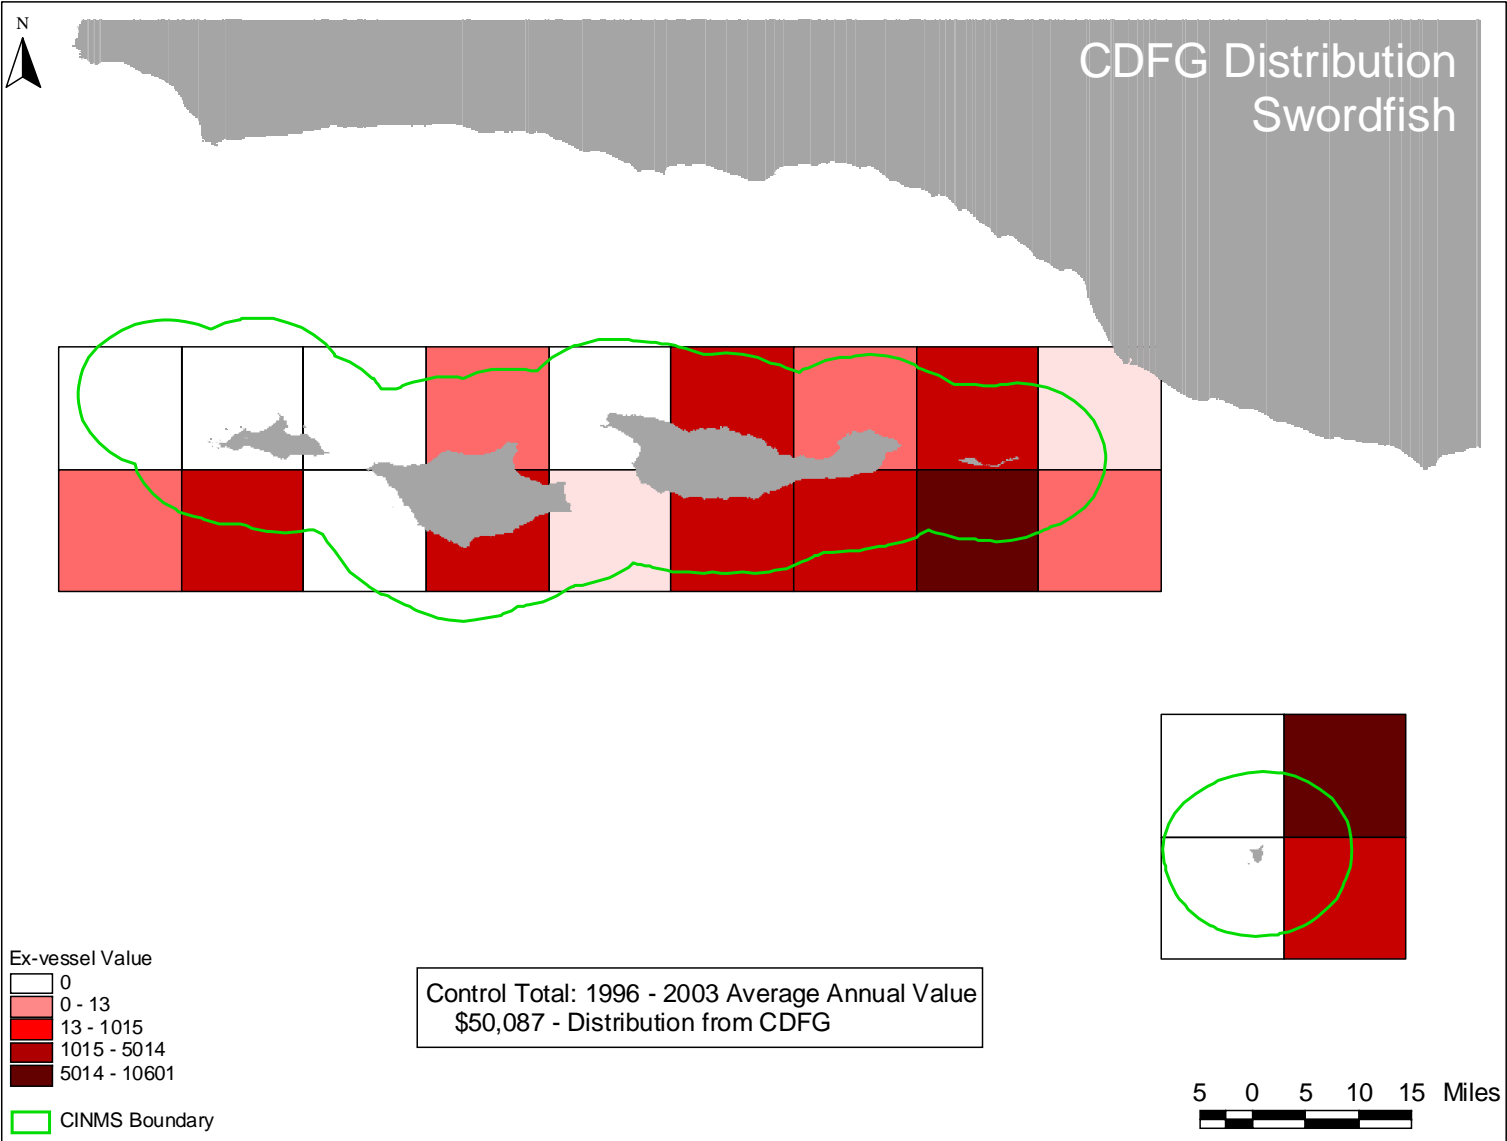 N
CDFG Distribution
Swordfish
Ex-vessel Value
0
0 - 13
13 - 1015
1015 - 5014
5014 - 10601
CINMS Boundary
Control Total: 1996 - 2003 Average Annual Value
$50,087 - Distribution from CDFG
5 0 5 10 15 Miles